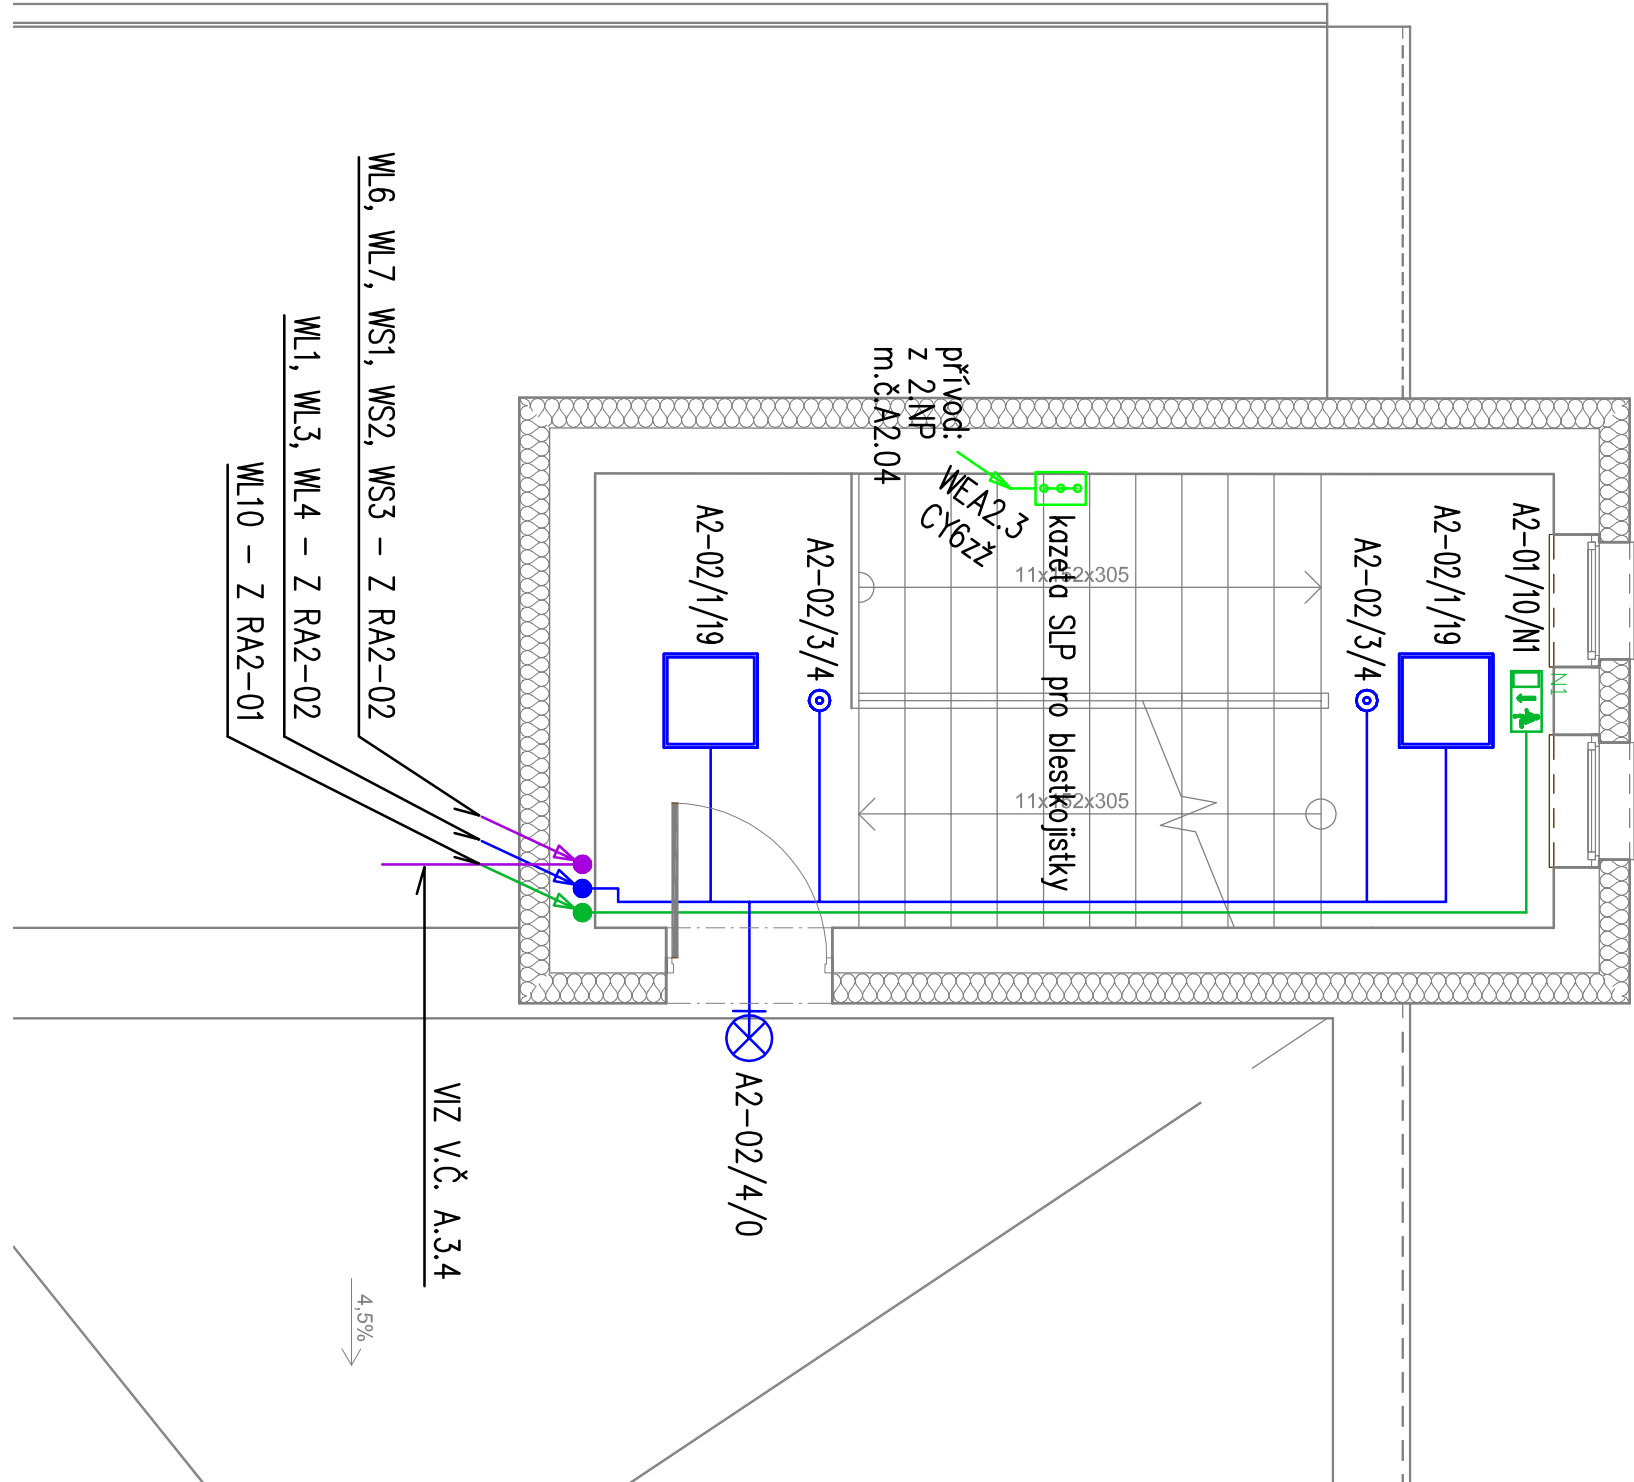 WL6, WL7, WS1, WS2, WS3 - Z RA2-02
WL1, WL3, WL4 - Z RA2-02
WL10 - Z RA2-01
přívod:
z 2.NP
m.č.A2.04
WEA2.3
CY6zž
kazeta SLP pro bleskojistky
11x152x305
11x152x305
A2-02/1/19
A2-02/3/4
A2-02/3/4
A2-02/1/19
A2-01/10/N1
N1
A2-02/4/0
VIZ V.Č. A.3.4
4,5%